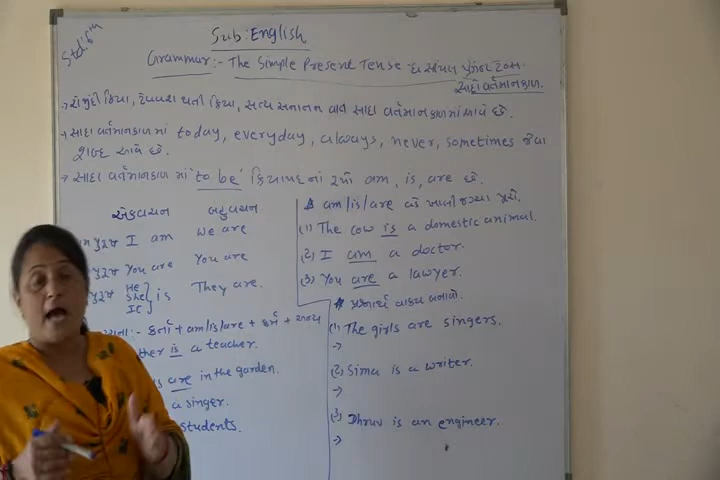 Std:6th
Sub: English
Grammar:- The Simple Present Tense ધ સિમ્પલ પ્રેઝન્ટ ટેન્સ
સાદો વર્તમાનકાળ
→ રોજીંદી ક્રિયા, ટેવવશ થતી ક્રિયા, સત્ય સનાતન વાત સાદા વર્તમાનકાળમાં આવે છે.
→ સાદા વર્તમાનકાળમાં today, everyday, always, never, sometimes જેવા
શબ્દ આવે છે.
→ સાદા વર્તમાનકાળમાં 'to be' ક્રિયાપદનાં રૂપો am, is, are છે.
એકવચન બહુવચન
પુરુષ I am We are
પુરુષ You are You are
પુરુષ He She It } is They are.
:- કર્તા + am/is/are + કર્મ + અન્ય
is a teacher.
are in the garden.
a singer.
students.
am/is/are વડે ખાલી જગ્યા પૂરો
(1) The cow is a domestic animal.
(2) I am a doctor.
(3) You are a lawyer.
* પ્રશ્નાર્થ વાક્ય બનાવો
(1) The girls are singers.
→
(2) Sima is a writer.
→
(3) Dhruv is an engineer.
→